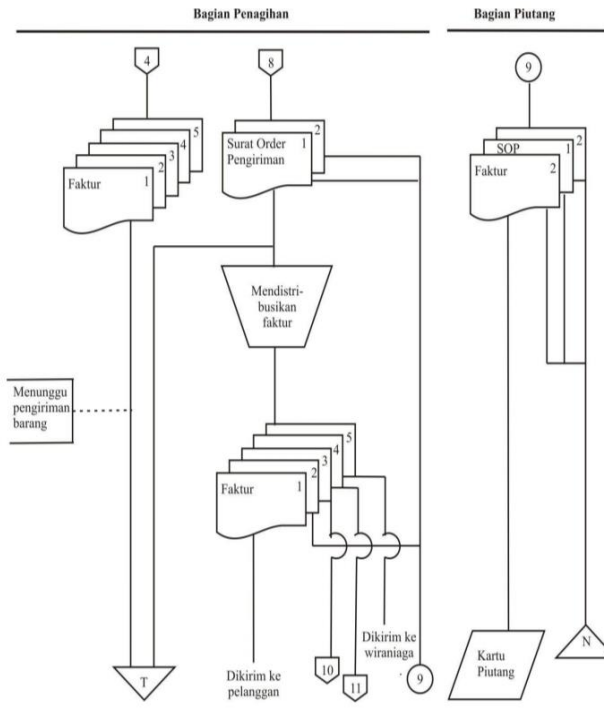 Bagian Penagihan
Bagian Piutang
4
8
9
5
4
3
2
Faktur 1
2
Surat Order 1
Pengiriman
2
SOP 1
Faktur 2
Mendistri-
busikan
faktur
Menunggu
pengiriman
barang
5
4
3
2
Faktur 1
Dikirim ke
wiraniaga
Dikirim ke
pelanggan
T
10
11
9
Kartu
Piutang
N